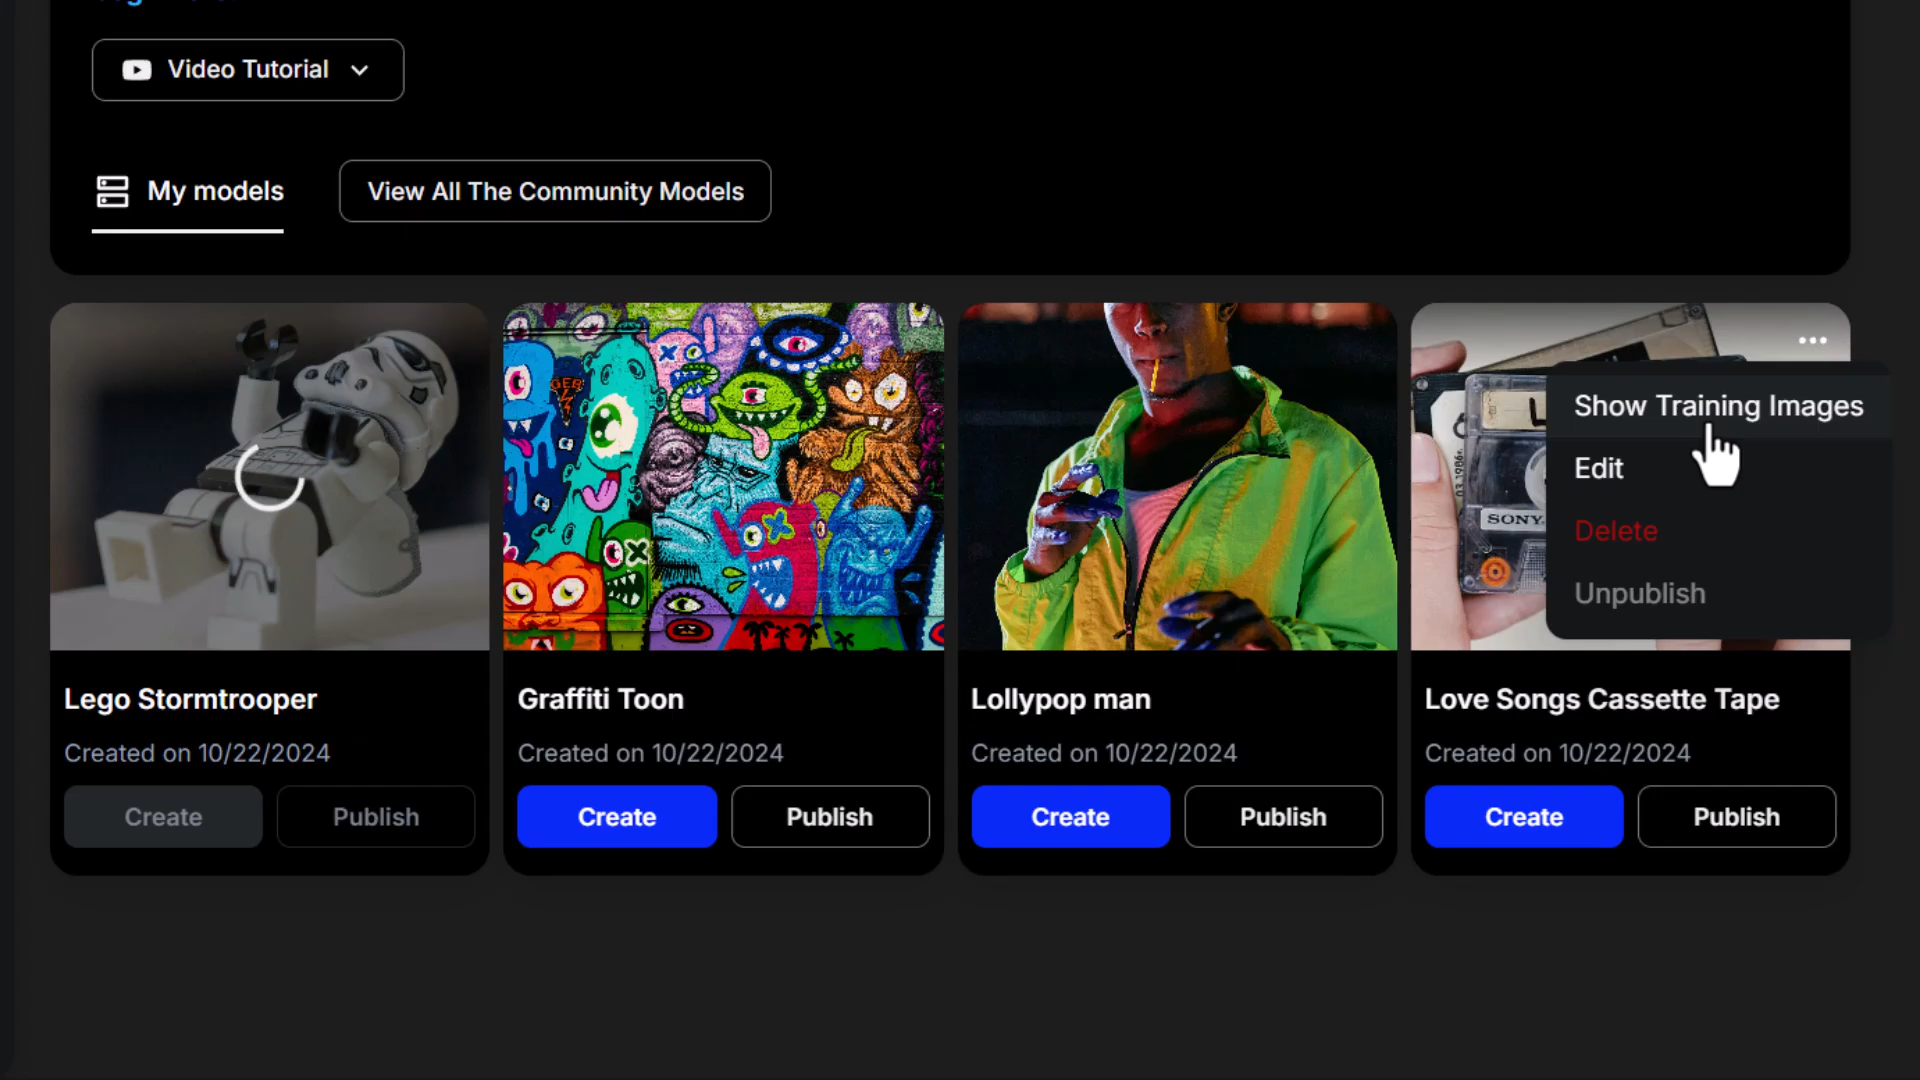 Video Tutorial
My models
View All The Community Models
GEB
Show Training Images
Edit
SONY
Delete
Unpublish
Lego Stormtrooper
Graffiti Toon
Lollypop man
Love Songs Cassette Tape
Created on 10/22/2024
Created on 10/22/2024
Created on 10/22/2024
Created on 10/22/2024
Create
Publish
Create
Publish
Create
Publish
Create
Publish